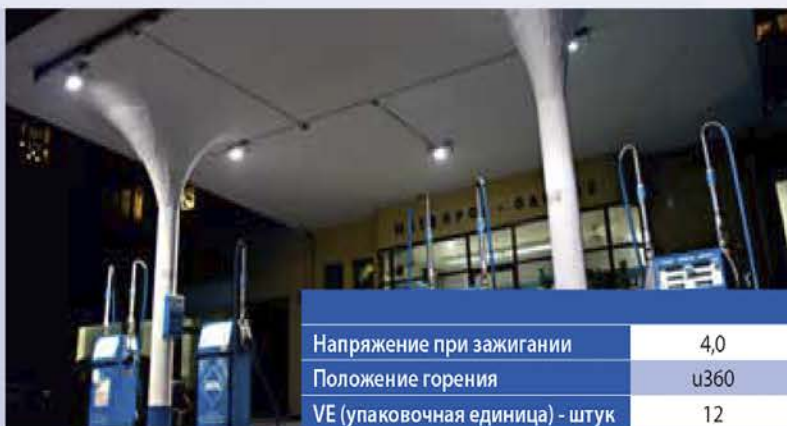 Напряжение при зажигании 4,0
Положение горения u360
VE (упаковочная единица) - штук 12